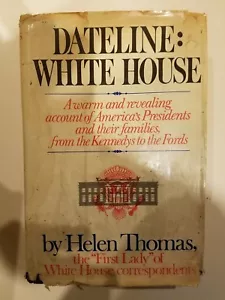 DATELINE:
WHITE HOUSE
A warm and revealing
account of America's Presidents
and their families,
from the Kennedys to the Fords
by Helen Thomas,
the "First Lady" of
White House correspondents